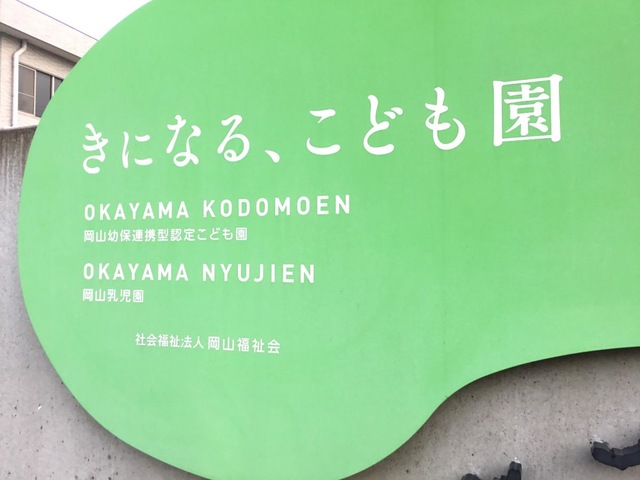 きになる、こども園
OKAYAMA KODOMOEN
岡山幼保連携型認定こども園
OKAYAMA NYUJIEN
岡山乳児園
社会福祉法人 岡山福祉会